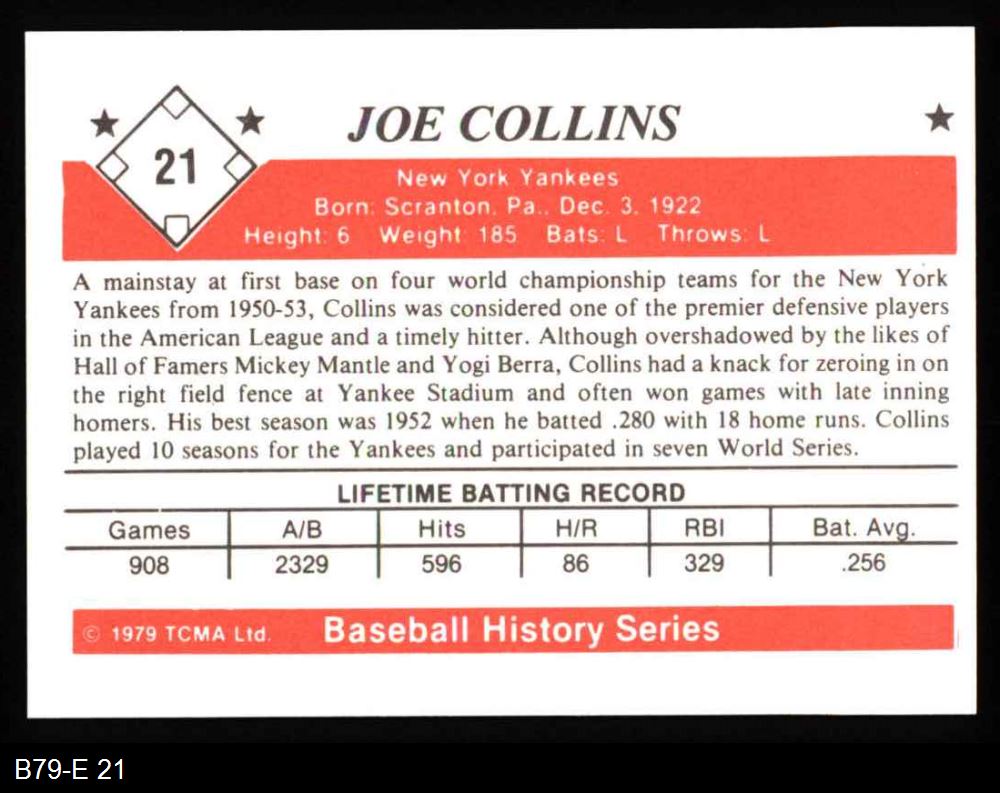 21
JOE COLLINS
New York Yankees
Born: Scranton, Pa., Dec. 3, 1922
Height: 6 Weight: 185 Bats: L Throws: L
A mainstay at first base on four world championship teams for the New York
Yankees from 1950-53, Collins was considered one of the premier defensive players
in the American League and a timely hitter. Although overshadowed by the likes of
Hall of Famers Mickey Mantle and Yogi Berra, Collins had a knack for zeroing in on
the right field fence at Yankee Stadium and often won games with late inning
homers. His best season was 1952 when he batted .280 with 18 home runs. Collins
played 10 seasons for the Yankees and participated in seven World Series.
LIFETIME BATTING RECORD
Games A/B Hits H/R RBI Bat. Avg.
908 2329 596 86 329 .256
© 1979 TCMA Ltd. Baseball History Series
B79-E 21